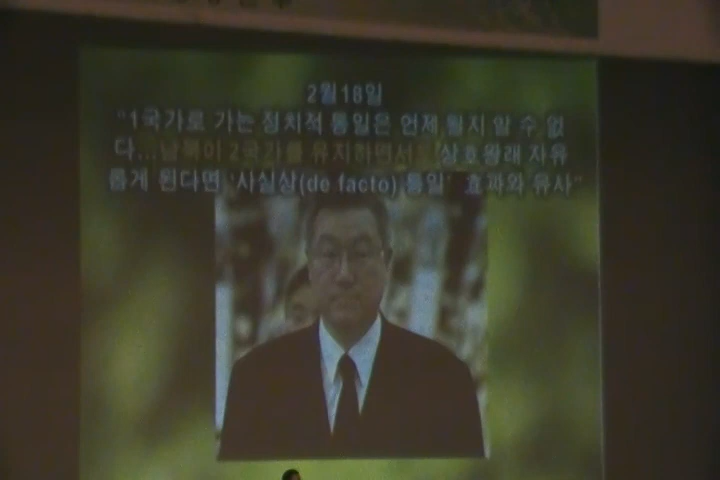 2월18일
"1국가로 가는 정치적 통일은 언제 될지 알 수 없
다...남북이 2국가를 유지하면서 상호왕래 자유
롭게 된다면 '사실상(de facto) 통일' 효과와 유사"